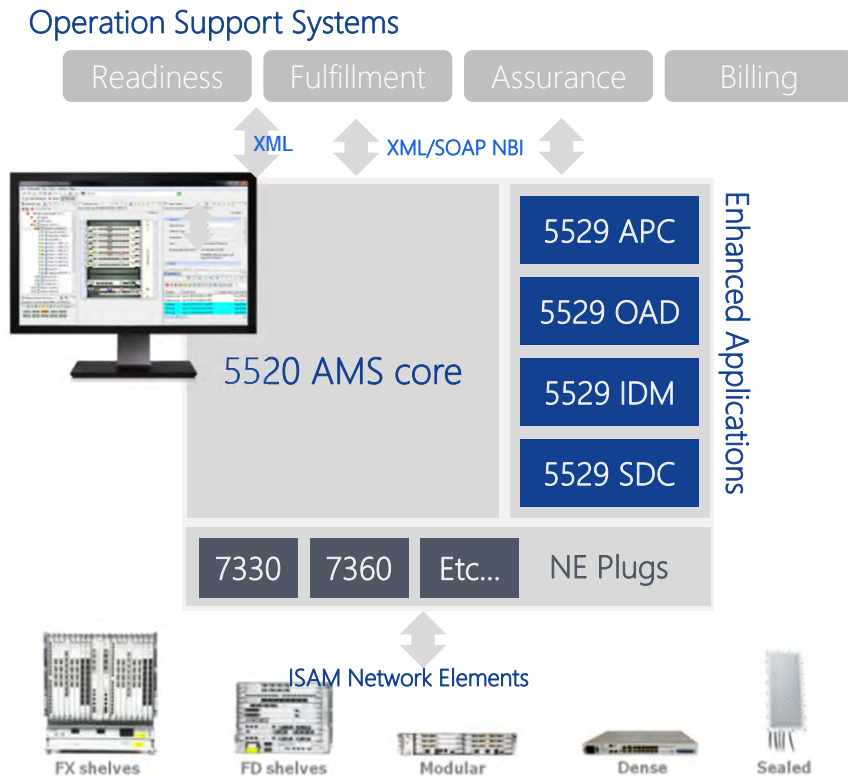 Operation Support Systems
Readiness
Fulfillment
Assurance
Billing
XML
XML/SOAP NBI
5520 AMS core
5529 APC
5529 OAD
5529 IDM
5529 SDC
Enhanced Applications
7330
7360
Etc...
NE Plugs
ISAM Network Elements
FX shelves
FD shelves
Modular
Dense
Sealed